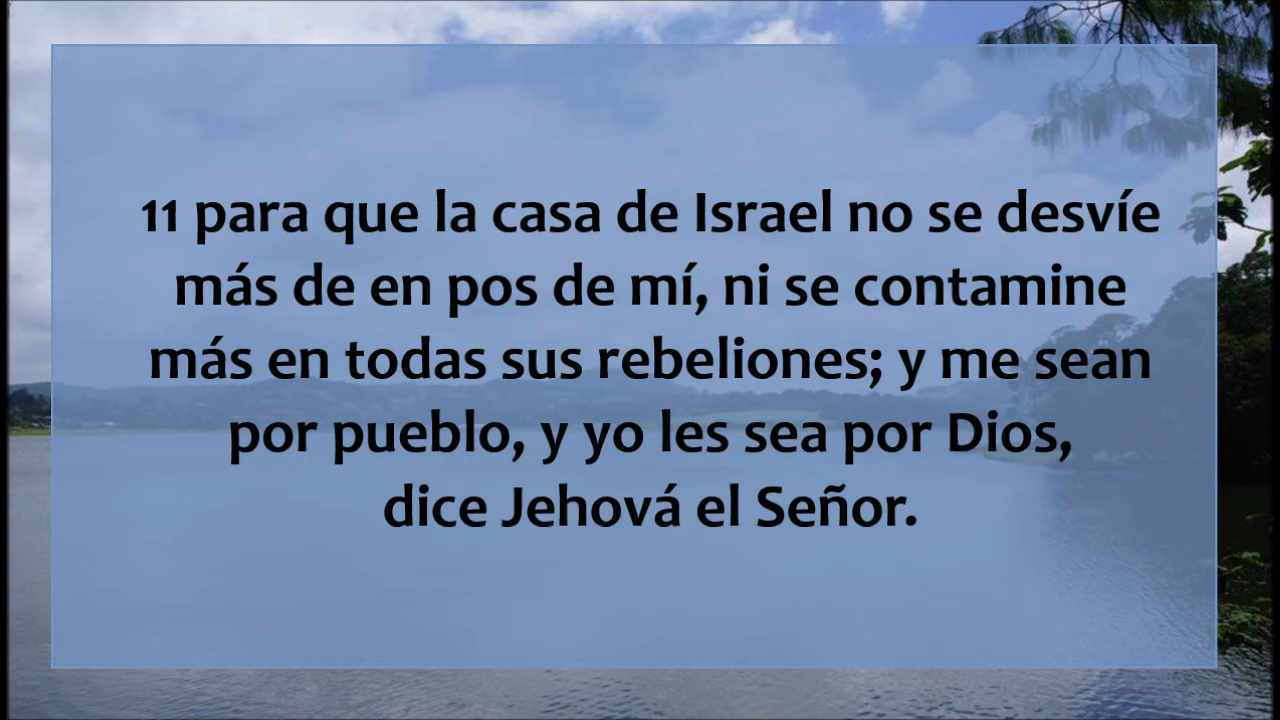 11 para que la casa de Israel no se desvíe
más de en pos de mí, ni se contamine
más en todas sus rebeliones; y me sean
por pueblo, y yo les sea por Dios,
dice Jehová el Señor.